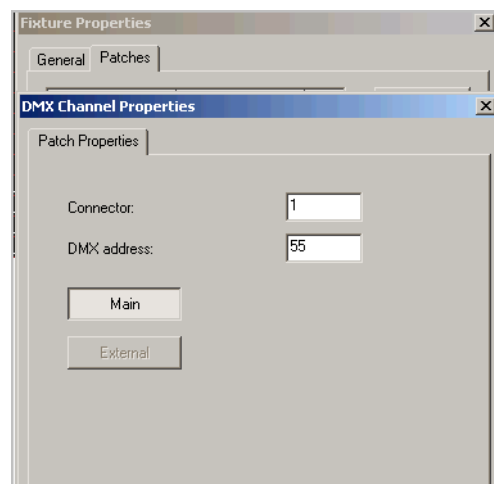 Fixture Properties
General Patches
DMX Channel Properties
Patch Properties
Connector: 1
DMX address: 55
Main
External